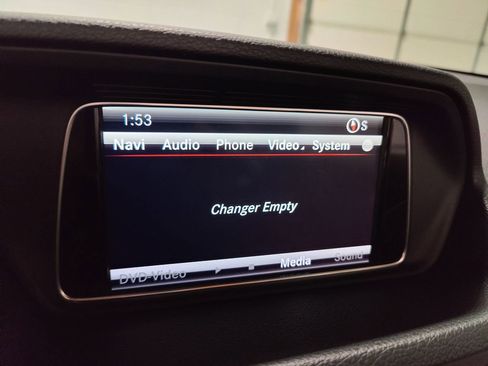 1:53 S
Navi Audio Phone Video System
Changer Empty
DVD-Video Media Sound